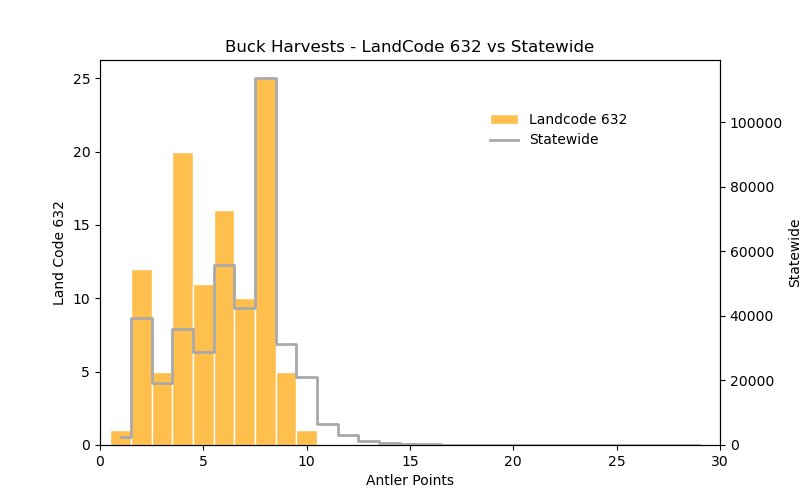 Buck Harvests - LandCode 632 vs Statewide
25
20
15
10
5
0
Land Code 632
Landcode 632
Statewide
100000
80000
60000
40000
20000
0
Statewide
0 5 10 15 20 25 30
Antler Points